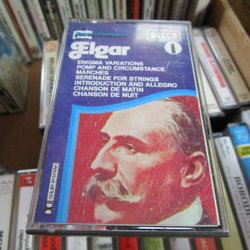 DECCA
Elgar
1
ENIGMA VARIATIONS
POMP AND CIRCUMSTANCE
MARCHES
SERENADE FOR STRINGS
INTRODUCTION AND ALLEGRO
CHANSON DE MATIN
CHANSON DE NUIT